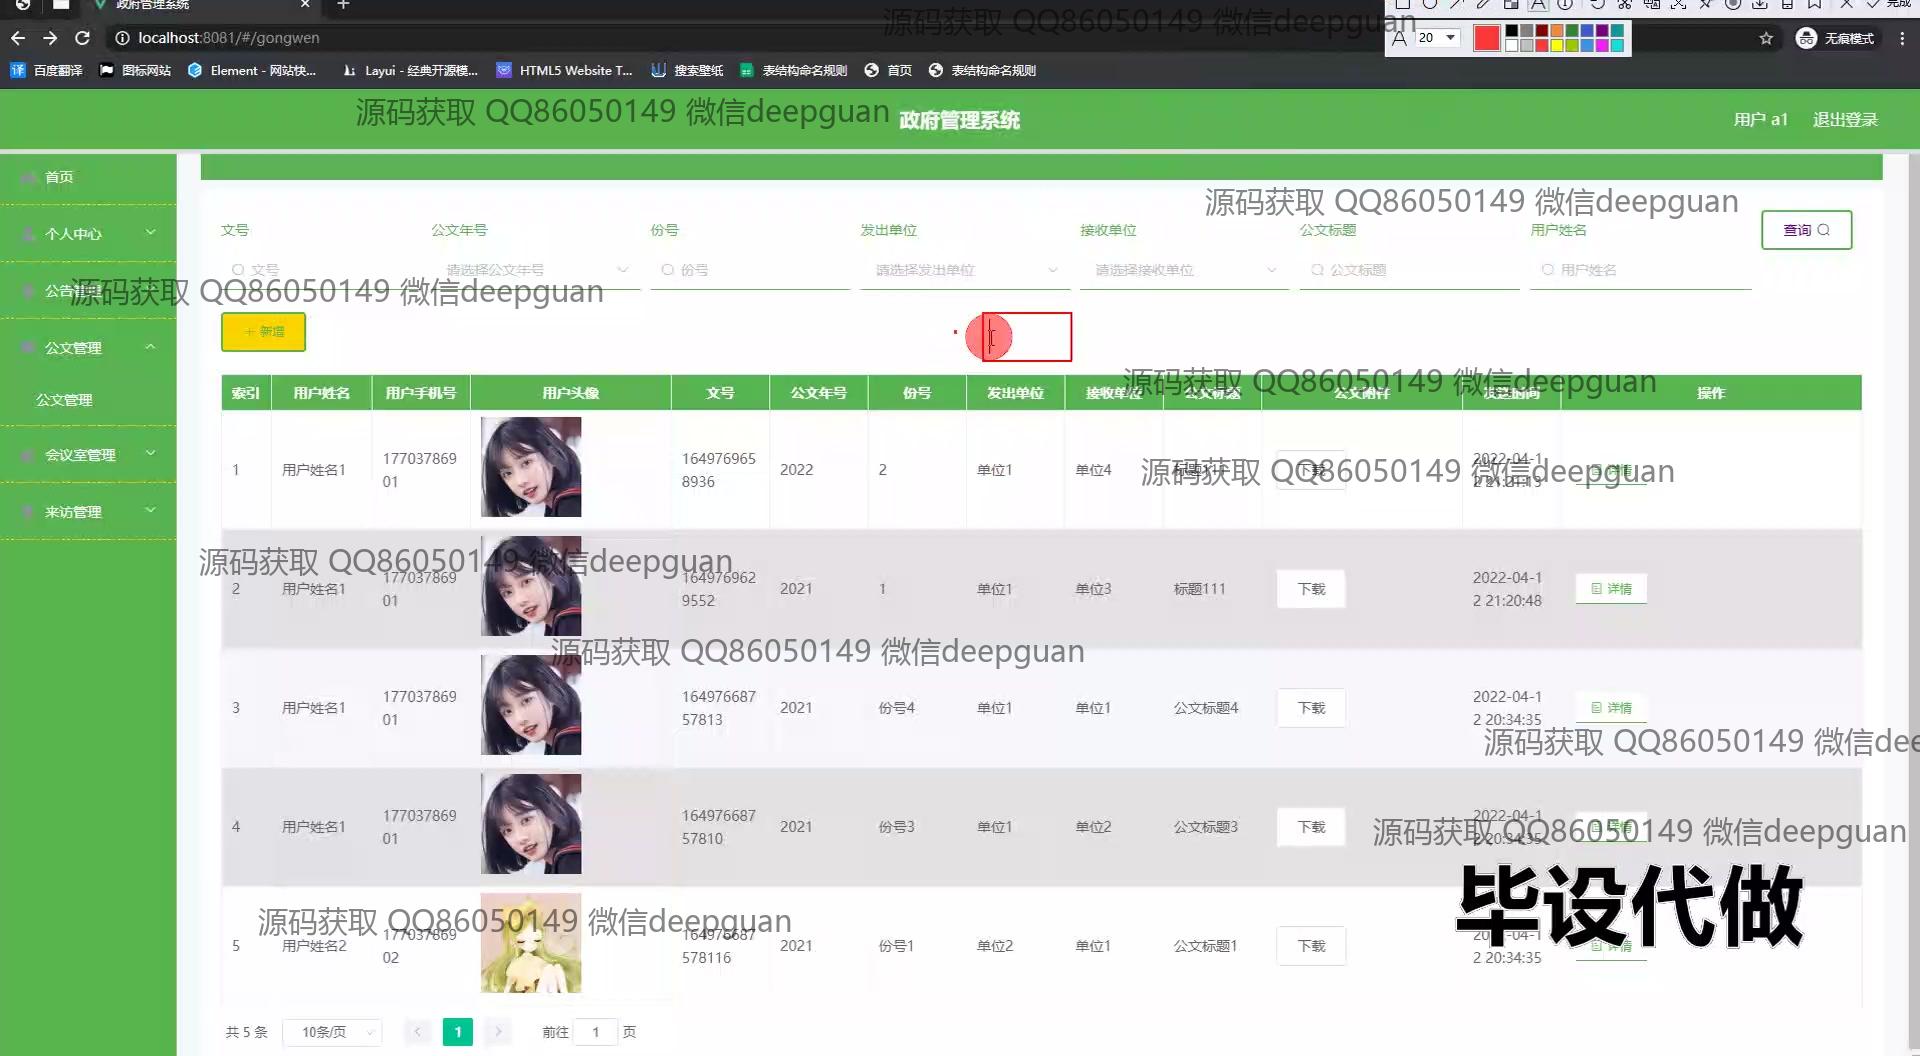 政府管理系统
localhost:8081/#/gongwen
源码获取 QQ86050149 微信deepguan
20
完成
无痕模式
百度翻译 图标网站 Element - 网站快... Layui - 经典开源模... HTML5 Website T... 搜索壁纸 表结构命名规则 首页 表结构命名规则
源码获取 QQ86050149 微信deepguan
政府管理系统
用户 a1 退出登录
首页
个人中心
公告管理
公文管理
公文管理
会议室管理
来访管理
源码获取 QQ86050149 微信deepguan
文号 公文年号 份号 发出单位 接收单位 公文标题 用户姓名 查询
文号 请选择公文年号 份号 请选择发出单位 请选择接收单位 公文标题 用户姓名
源码获取 QQ86050149 微信deepguan
+ 新增
源码获取 QQ86050149 微信deepguan
索引 用户姓名 用户手机号 用户头像 文号 公文年号 份号 发出单位 接收单位 公文标题 公文附件 发送时间 操作
1 用户姓名1 17703786901 1649769658936 2022 2 单位1 单位4 下载 详情
源码获取 QQ86050149 微信deepguan
源码获取 QQ86050149 微信deepguan
2 用户姓名1 17703786901 1649769629552 2021 1 单位1 单位3 标题111 下载 2022-04-12 21:20:48 详情
源码获取 QQ86050149 微信deepguan
3 用户姓名1 17703786901 16497668757813 2021 份号4 单位1 单位1 公文标题4 下载 2022-04-12 20:34:35 详情
源码获取 QQ86050149 微信dee
4 用户姓名1 17703786901 16497668757810 2021 份号3 单位1 单位2 公文标题3 下载 2022-04-12 20:34:35 详情
源码获取 QQ86050149 微信deepguan
毕设代做
源码获取 QQ86050149 微信deepguan
5 用户姓名2 17703786902 164976687578116 2021 份号1 单位2 单位1 公文标题1 下载 2022-04-12 20:34:35 详情
共 5 条 10条/页 1 前往 1 页